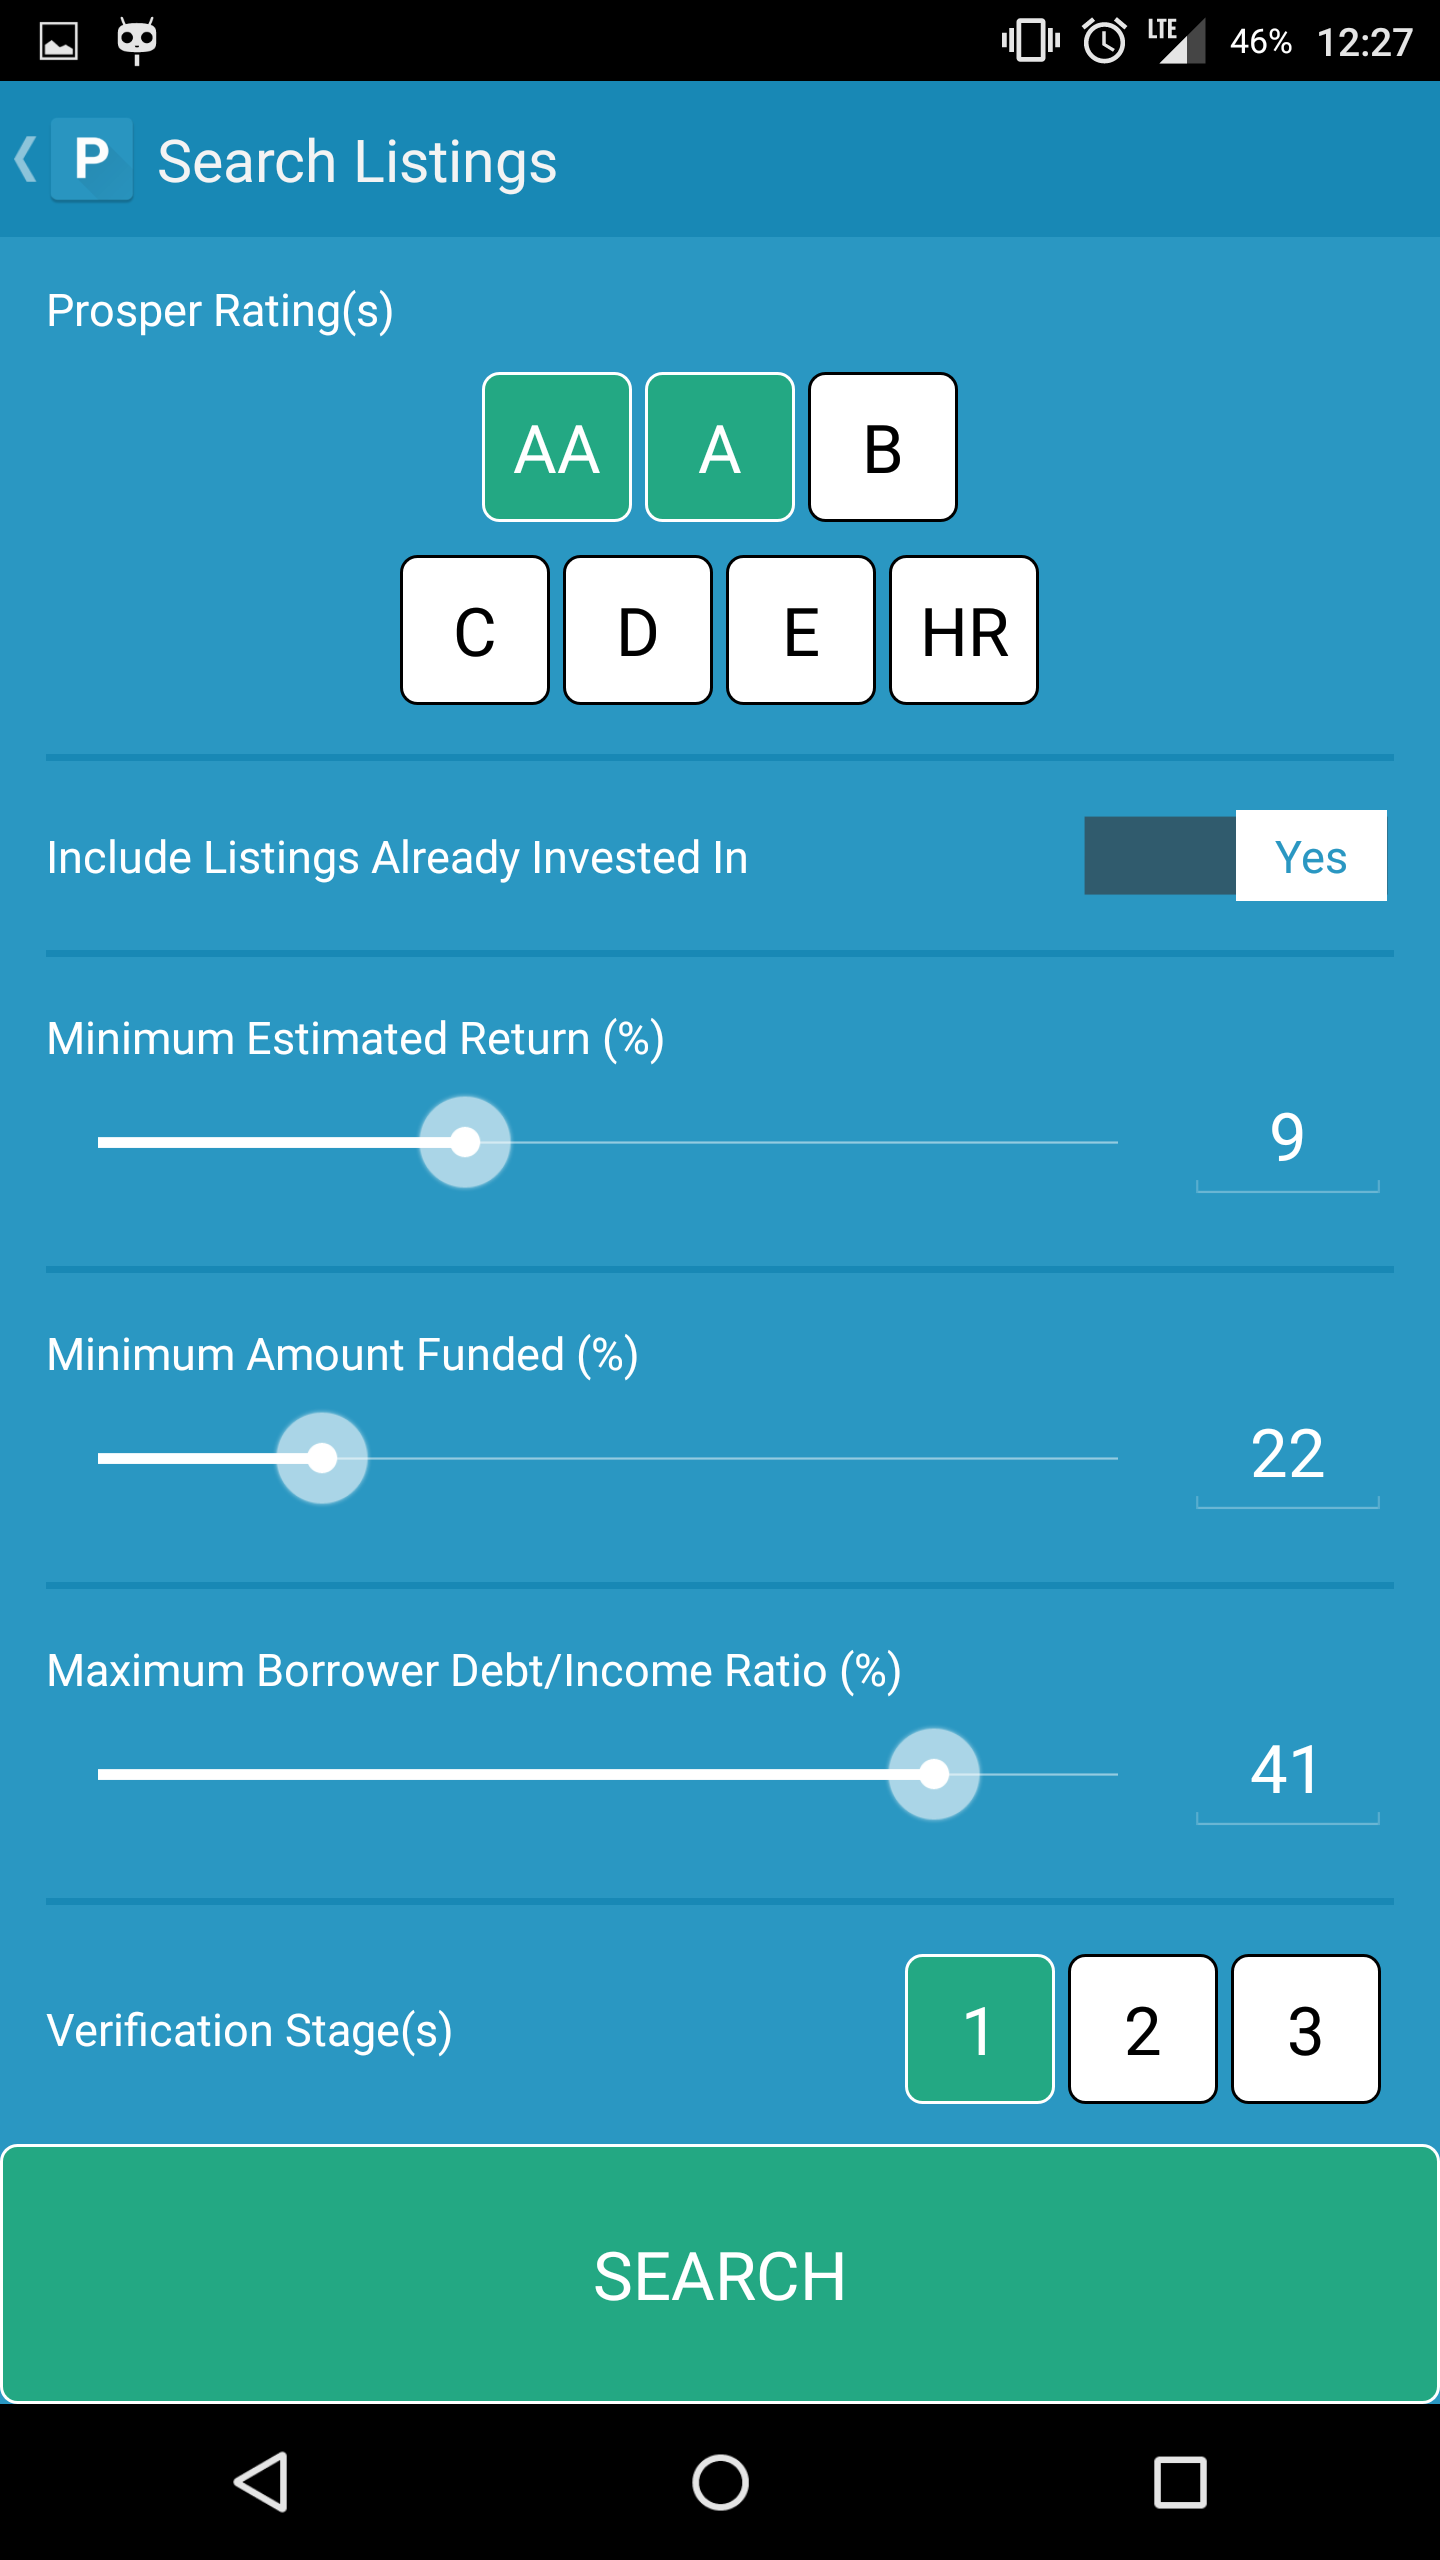 LTE 46% 12:27
P Search Listings
Prosper Rating(s)
AA A B
C D E HR
Include Listings Already Invested In Yes
Minimum Estimated Return (%)
9
Minimum Amount Funded (%)
22
Maximum Borrower Debt/Income Ratio (%)
41
Verification Stage(s) 1 2 3
SEARCH